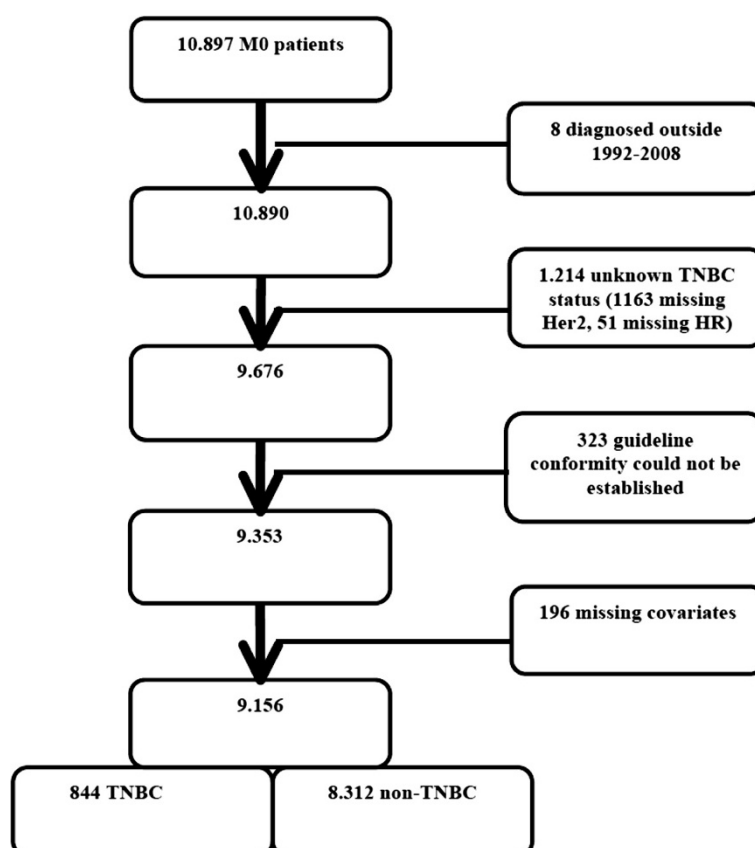 10.897 M0 patients
8 diagnosed outside
1992-2008
10.890
1.214 unknown TNBC
status (1163 missing
Her2, 51 missing HR)
9.676
323 guideline
conformity could not be
established
9.353
196 missing covariates
9.156
844 TNBC
8.312 non-TNBC